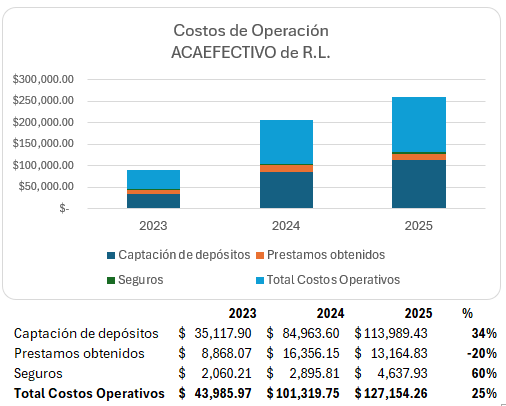 Costos de Operación
ACAEFECTIVO de R.L.
$300,000.00
$250,000.00
$200,000.00
$150,000.00
$100,000.00
$50,000.00
$-
2023 2024 2025
Captación de depósitos Prestamos obtenidos
Seguros Total Costos Operativos
2023 2024 2025 %
Captación de depósitos $ 35,117.90 $ 84,963.60 $113,989.43 34%
Prestamos obtenidos $ 8,868.07 $ 16,356.15 $ 13,164.83 -20%
Seguros $ 2,060.21 $ 2,895.81 $ 4,637.93 60%
Total Costos Operativos $ 43,985.97 $101,319.75 $127,154.26 25%